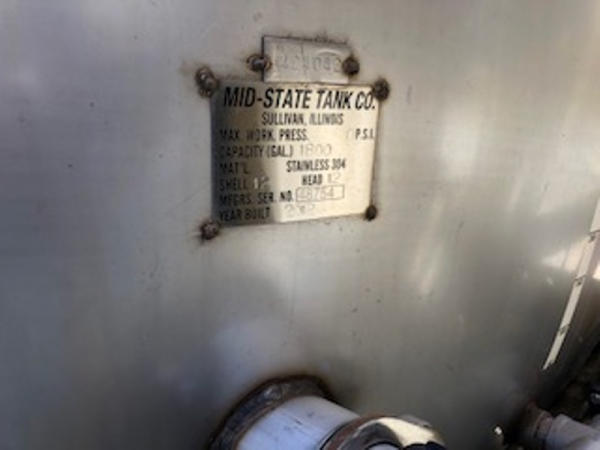 MID-STATE TANK CO.
SULLIVAN, ILLINOIS
MAX. WORK. PRESS. P.S.I.
CAPACITY (GAL.) 1800
MAT'L. STAINLESS 304
SHELL 12 HEAD 12
MFGRS. SER. NO. 48754
YEAR BUILT